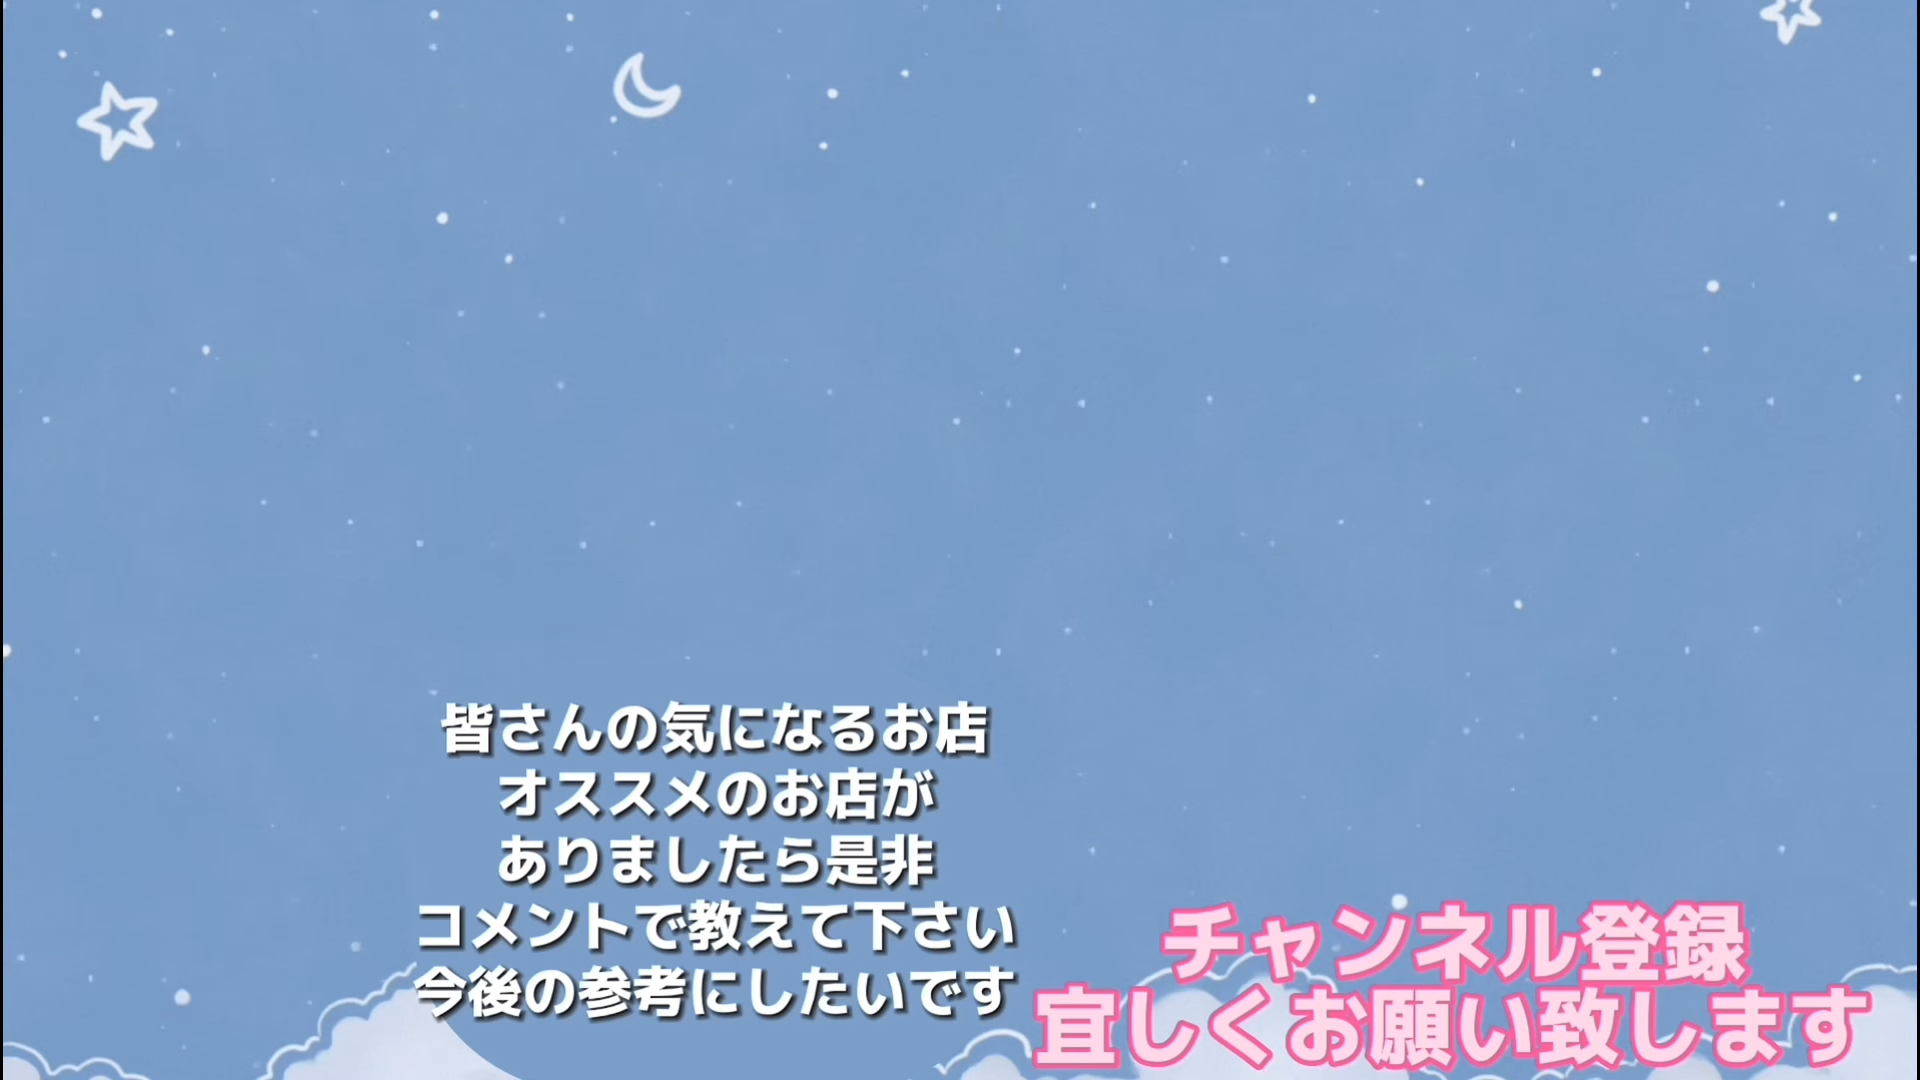 皆さんの気になるお店
オススメのお店が
ありましたら是非
コメントで教えて下さい
今後の参考にしたいです
チャンネル登録
宜しくお願い致します